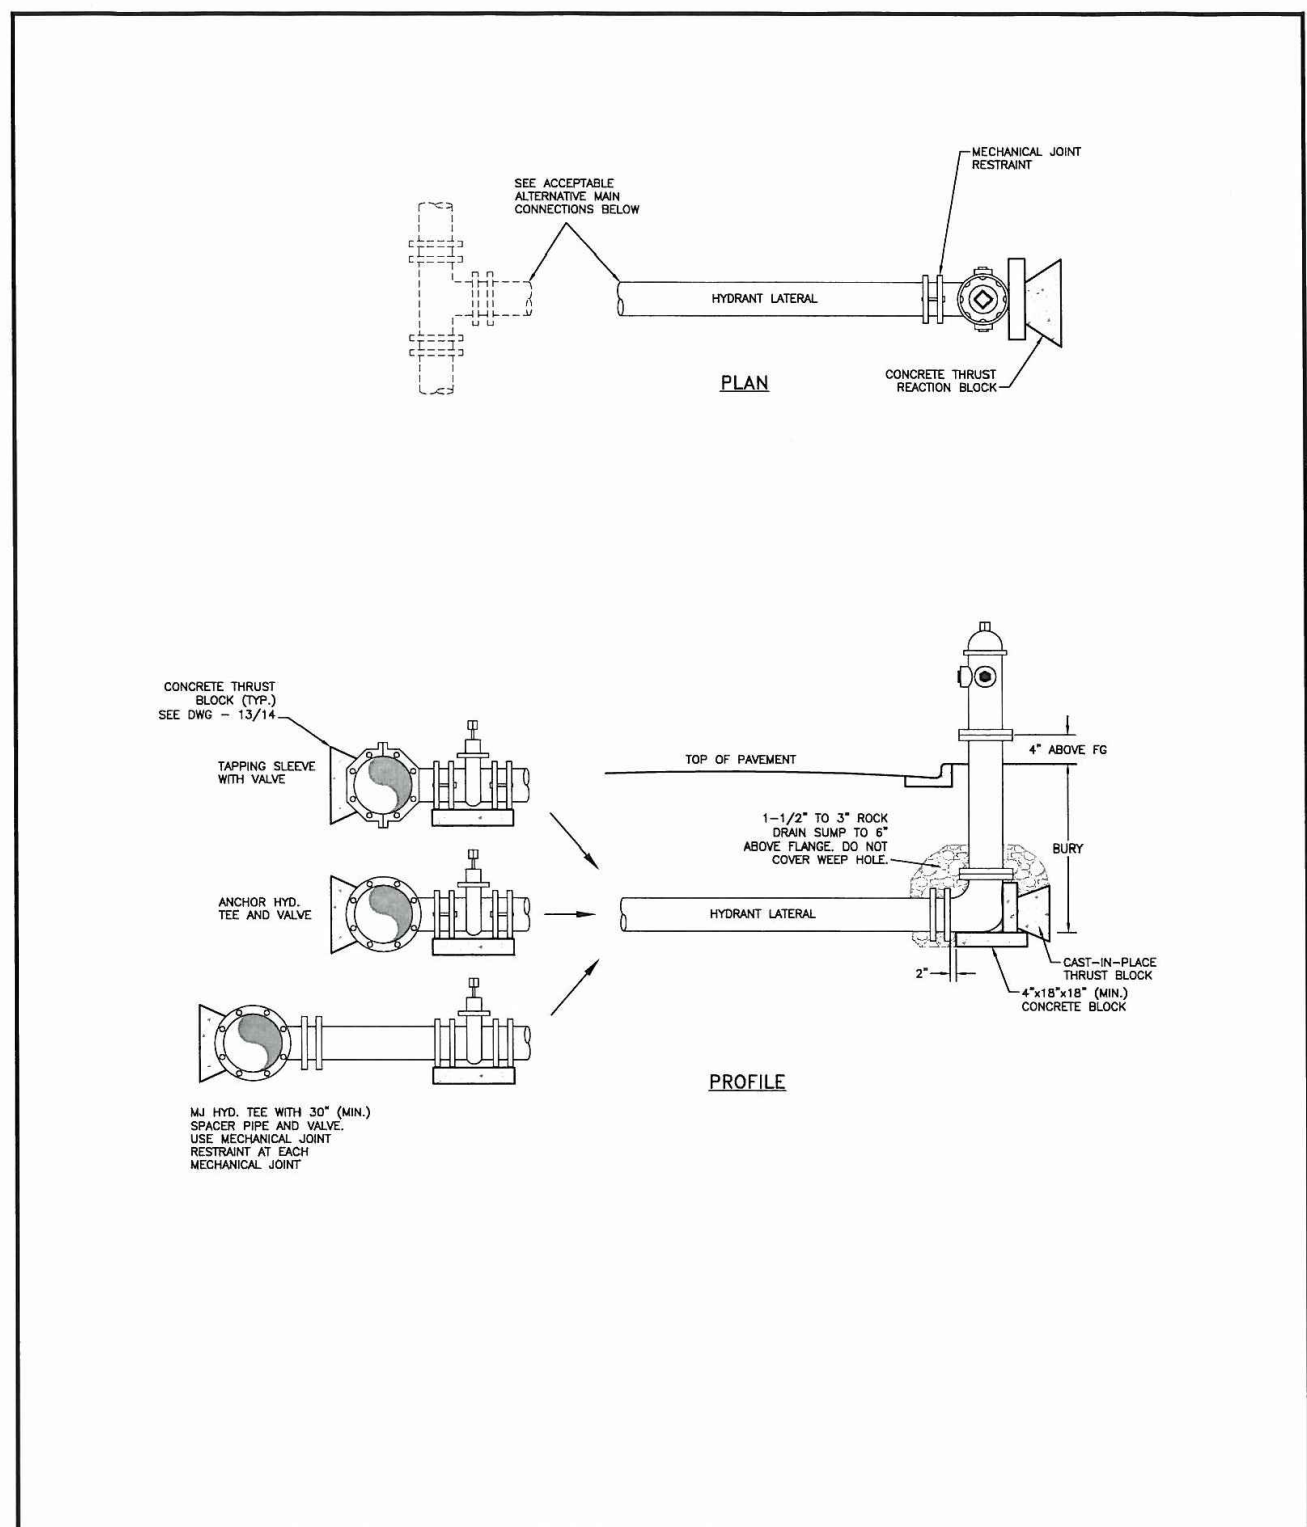 MECHANICAL JOINT
RESTRAINT
SEE ACCEPTABLE
ALTERNATIVE MAIN
CONNECTIONS BELOW
HYDRANT LATERAL
CONCRETE THRUST
REACTION BLOCK
PLAN
CONCRETE THRUST
BLOCK (TYP.)
SEE DWG - 13/14
TAPPING SLEEVE
WITH VALVE
TOP OF PAVEMENT
4" ABOVE FG
1-1/2" TO 3" ROCK
DRAIN SUMP TO 6"
ABOVE FLANGE. DO NOT
COVER WEEP HOLE.
BURY
ANCHOR HYD.
TEE AND VALVE
HYDRANT LATERAL
2"
CAST-IN-PLACE
THRUST BLOCK
4"x18"x18" (MIN.)
CONCRETE BLOCK
PROFILE
MJ HYD. TEE WITH 30" (MIN.)
SPACER PIPE AND VALVE.
USE MECHANICAL JOINT
RESTRAINT AT EACH
MECHANICAL JOINT